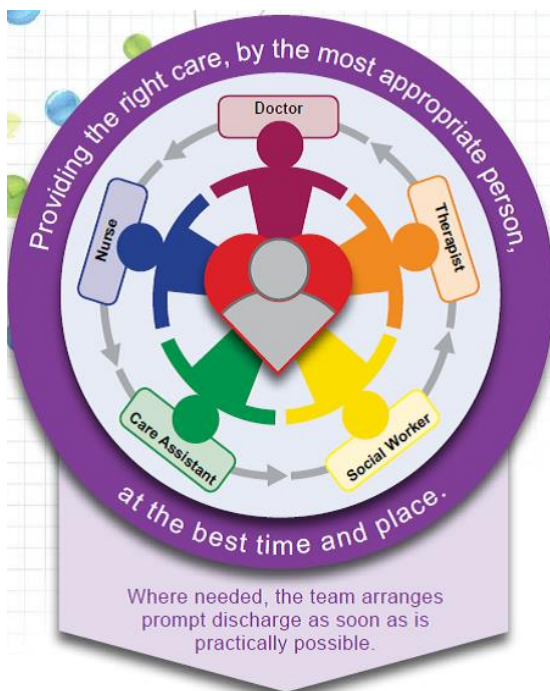 Providing the right care, by the most appropriate person,
Doctor
Nurse
Therapist
Care Assistant
Social Worker
at the best time and place.
Where needed, the team arranges
prompt discharge as soon as is
practically possible.